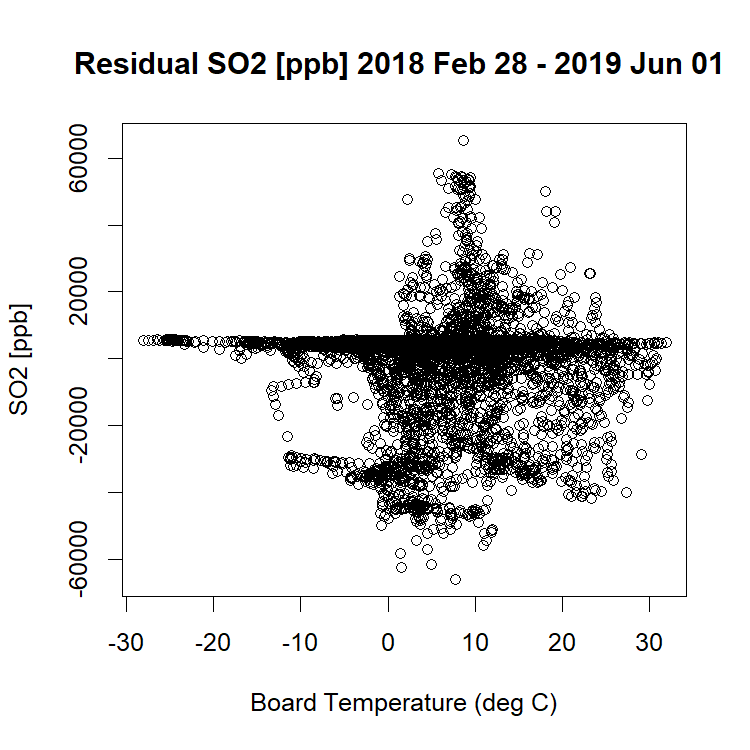 Residual SO2 [ppb] 2018 Feb 28 - 2019 Jun 01
SO2 [ppb]
60000
20000
-20000
-60000
-30 -20 -10 0 10 20 30
Board Temperature (deg C)